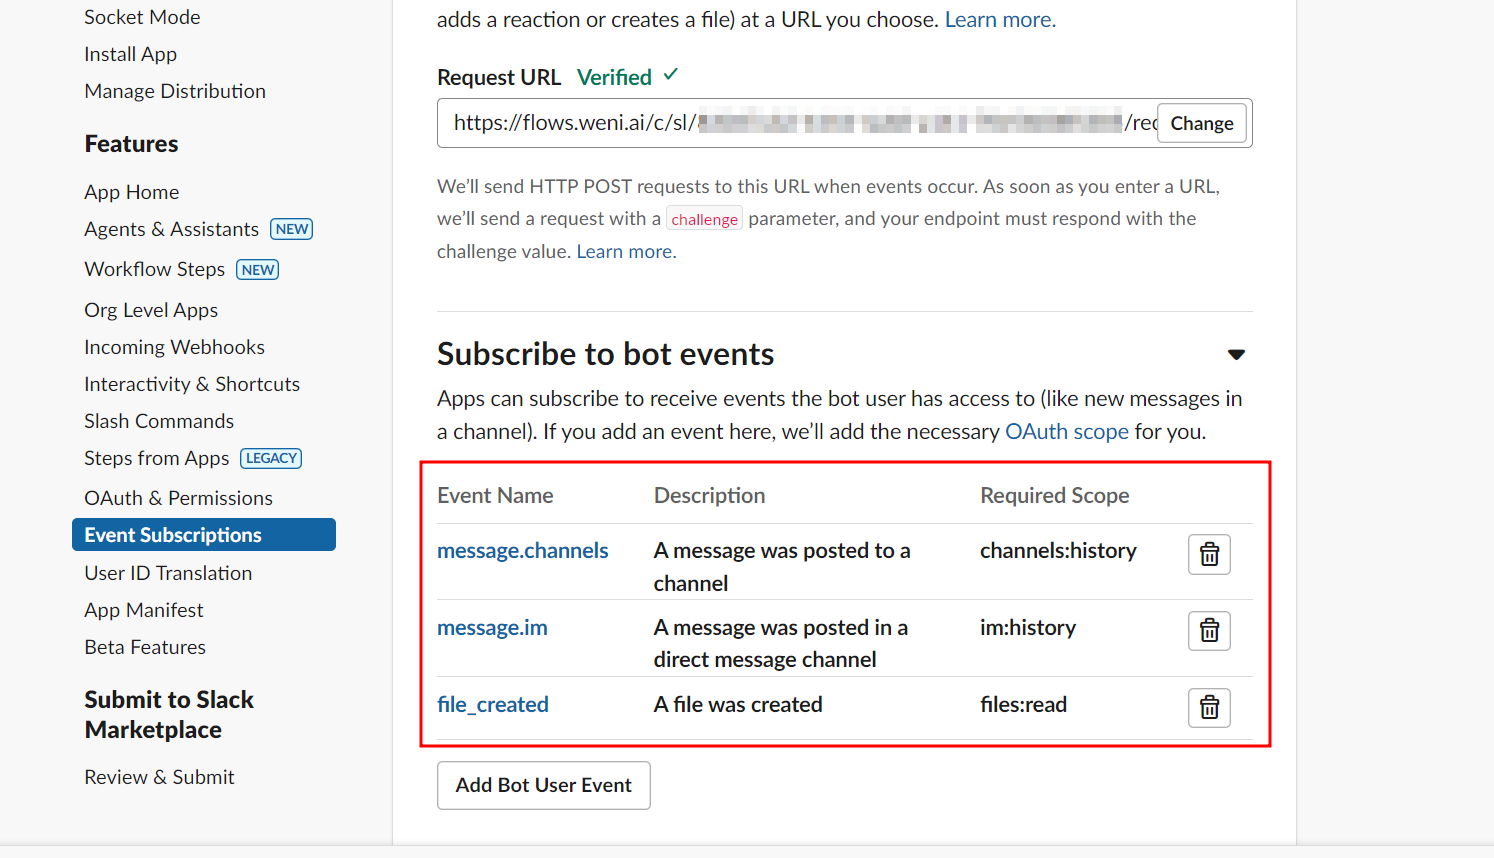 Socket Mode
Install App
Manage Distribution
Features
App Home
Agents & Assistants NEW
Workflow Steps NEW
Org Level Apps
Incoming Webhooks
Interactivity & Shortcuts
Slash Commands
Steps from Apps LEGACY
OAuth & Permissions
Event Subscriptions
User ID Translation
App Manifest
Beta Features
Submit to Slack
Marketplace
Review & Submit
adds a reaction or creates a file) at a URL you choose. Learn more.
Request URL Verified ✓
https://flows.weni.ai/c/sl/ /rec Change
We’ll send HTTP POST requests to this URL when events occur. As soon as you enter a URL,
we’ll send a request with a challenge parameter, and your endpoint must respond with the
challenge value. Learn more.
Subscribe to bot events
Apps can subscribe to receive events the bot user has access to (like new messages in
a channel). If you add an event here, we’ll add the necessary OAuth scope for you.
Event Name Description Required Scope
message.channels A message was posted to a channels:history
channel
message.im A message was posted in a im:history
direct message channel
file_created A file was created files:read
Add Bot User Event